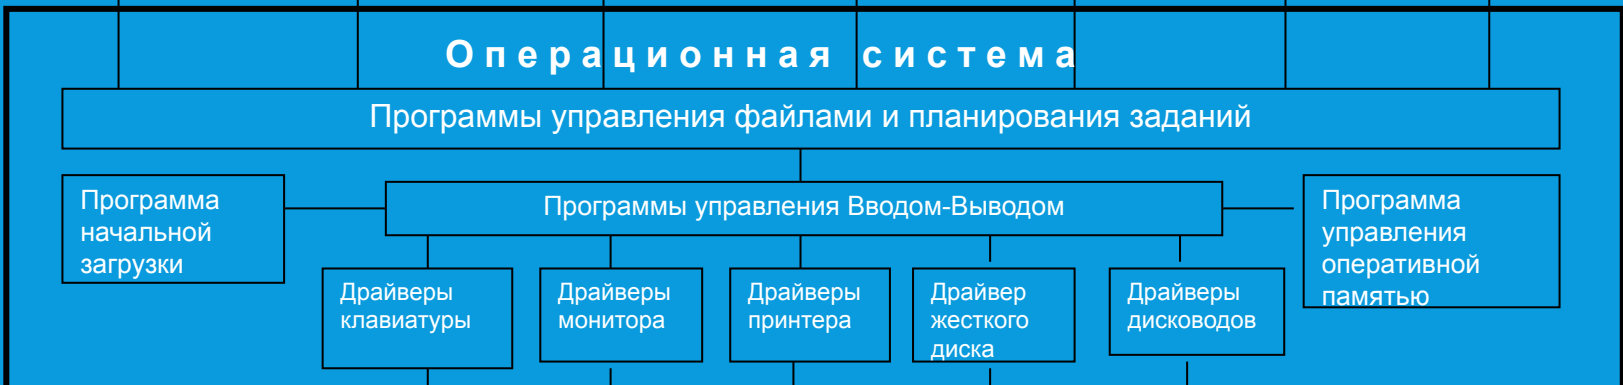 Операционная система
Программы управления файлами и планирования заданий
Программа
начальной
загрузки
Программы управления Вводом-Выводом
Программа
управления
оперативной
памятью
Драйверы
клавиатуры
Драйверы
монитора
Драйверы
принтера
Драйвер
жесткого
диска
Драйверы
дисководов